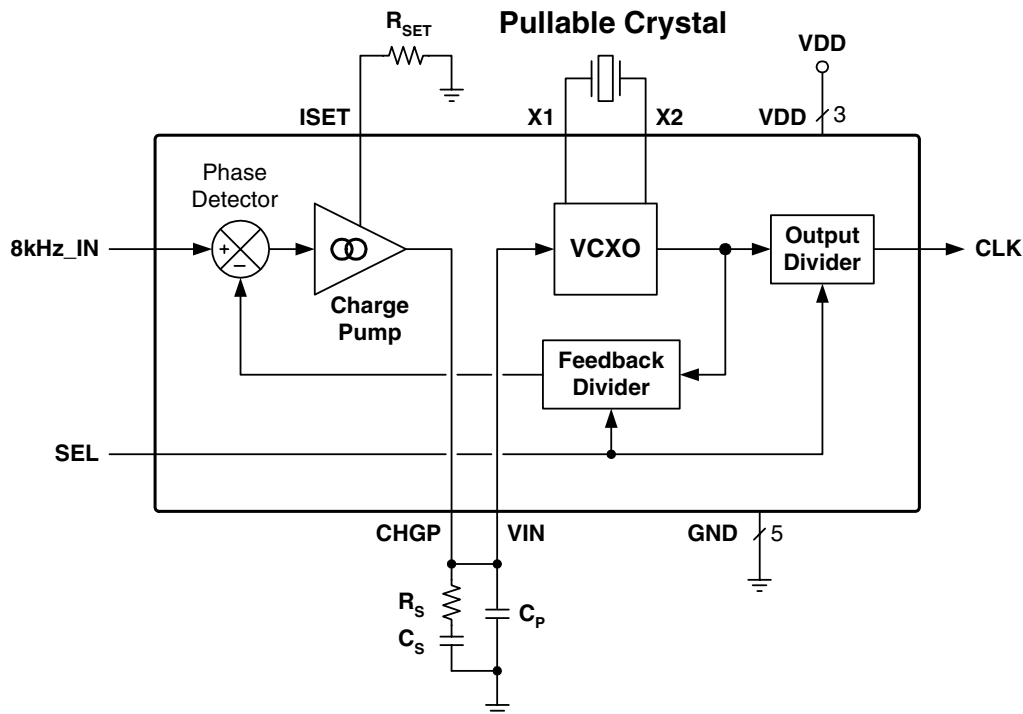 R_SET
Pullable Crystal
VDD
ISET
X1
X2
VDD
3
Phase
Detector
+
−
8kHz_IN
VCXO
Output
Divider
CLK
Charge
Pump
Feedback
Divider
SEL
CHGP
VIN
GND
5
R_S
C_S
C_P